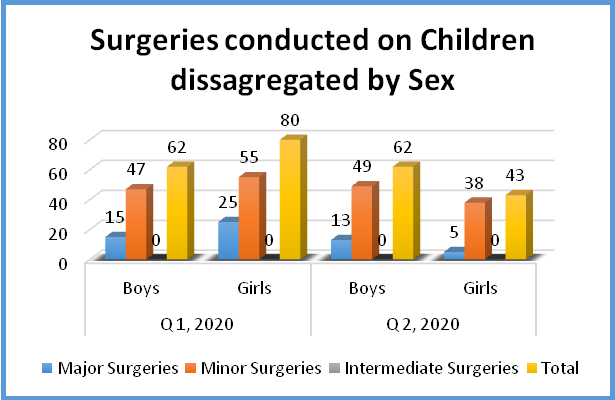 Surgeries conducted on Children
dissagregated by Sex
80
60
40
20
0
15
47
0
62
25
55
0
80
13
49
0
62
5
38
0
43
Boys
Girls
Boys
Girls
Q 1, 2020
Q 2, 2020
Major Surgeries Minor Surgeries Intermediate Surgeries Total